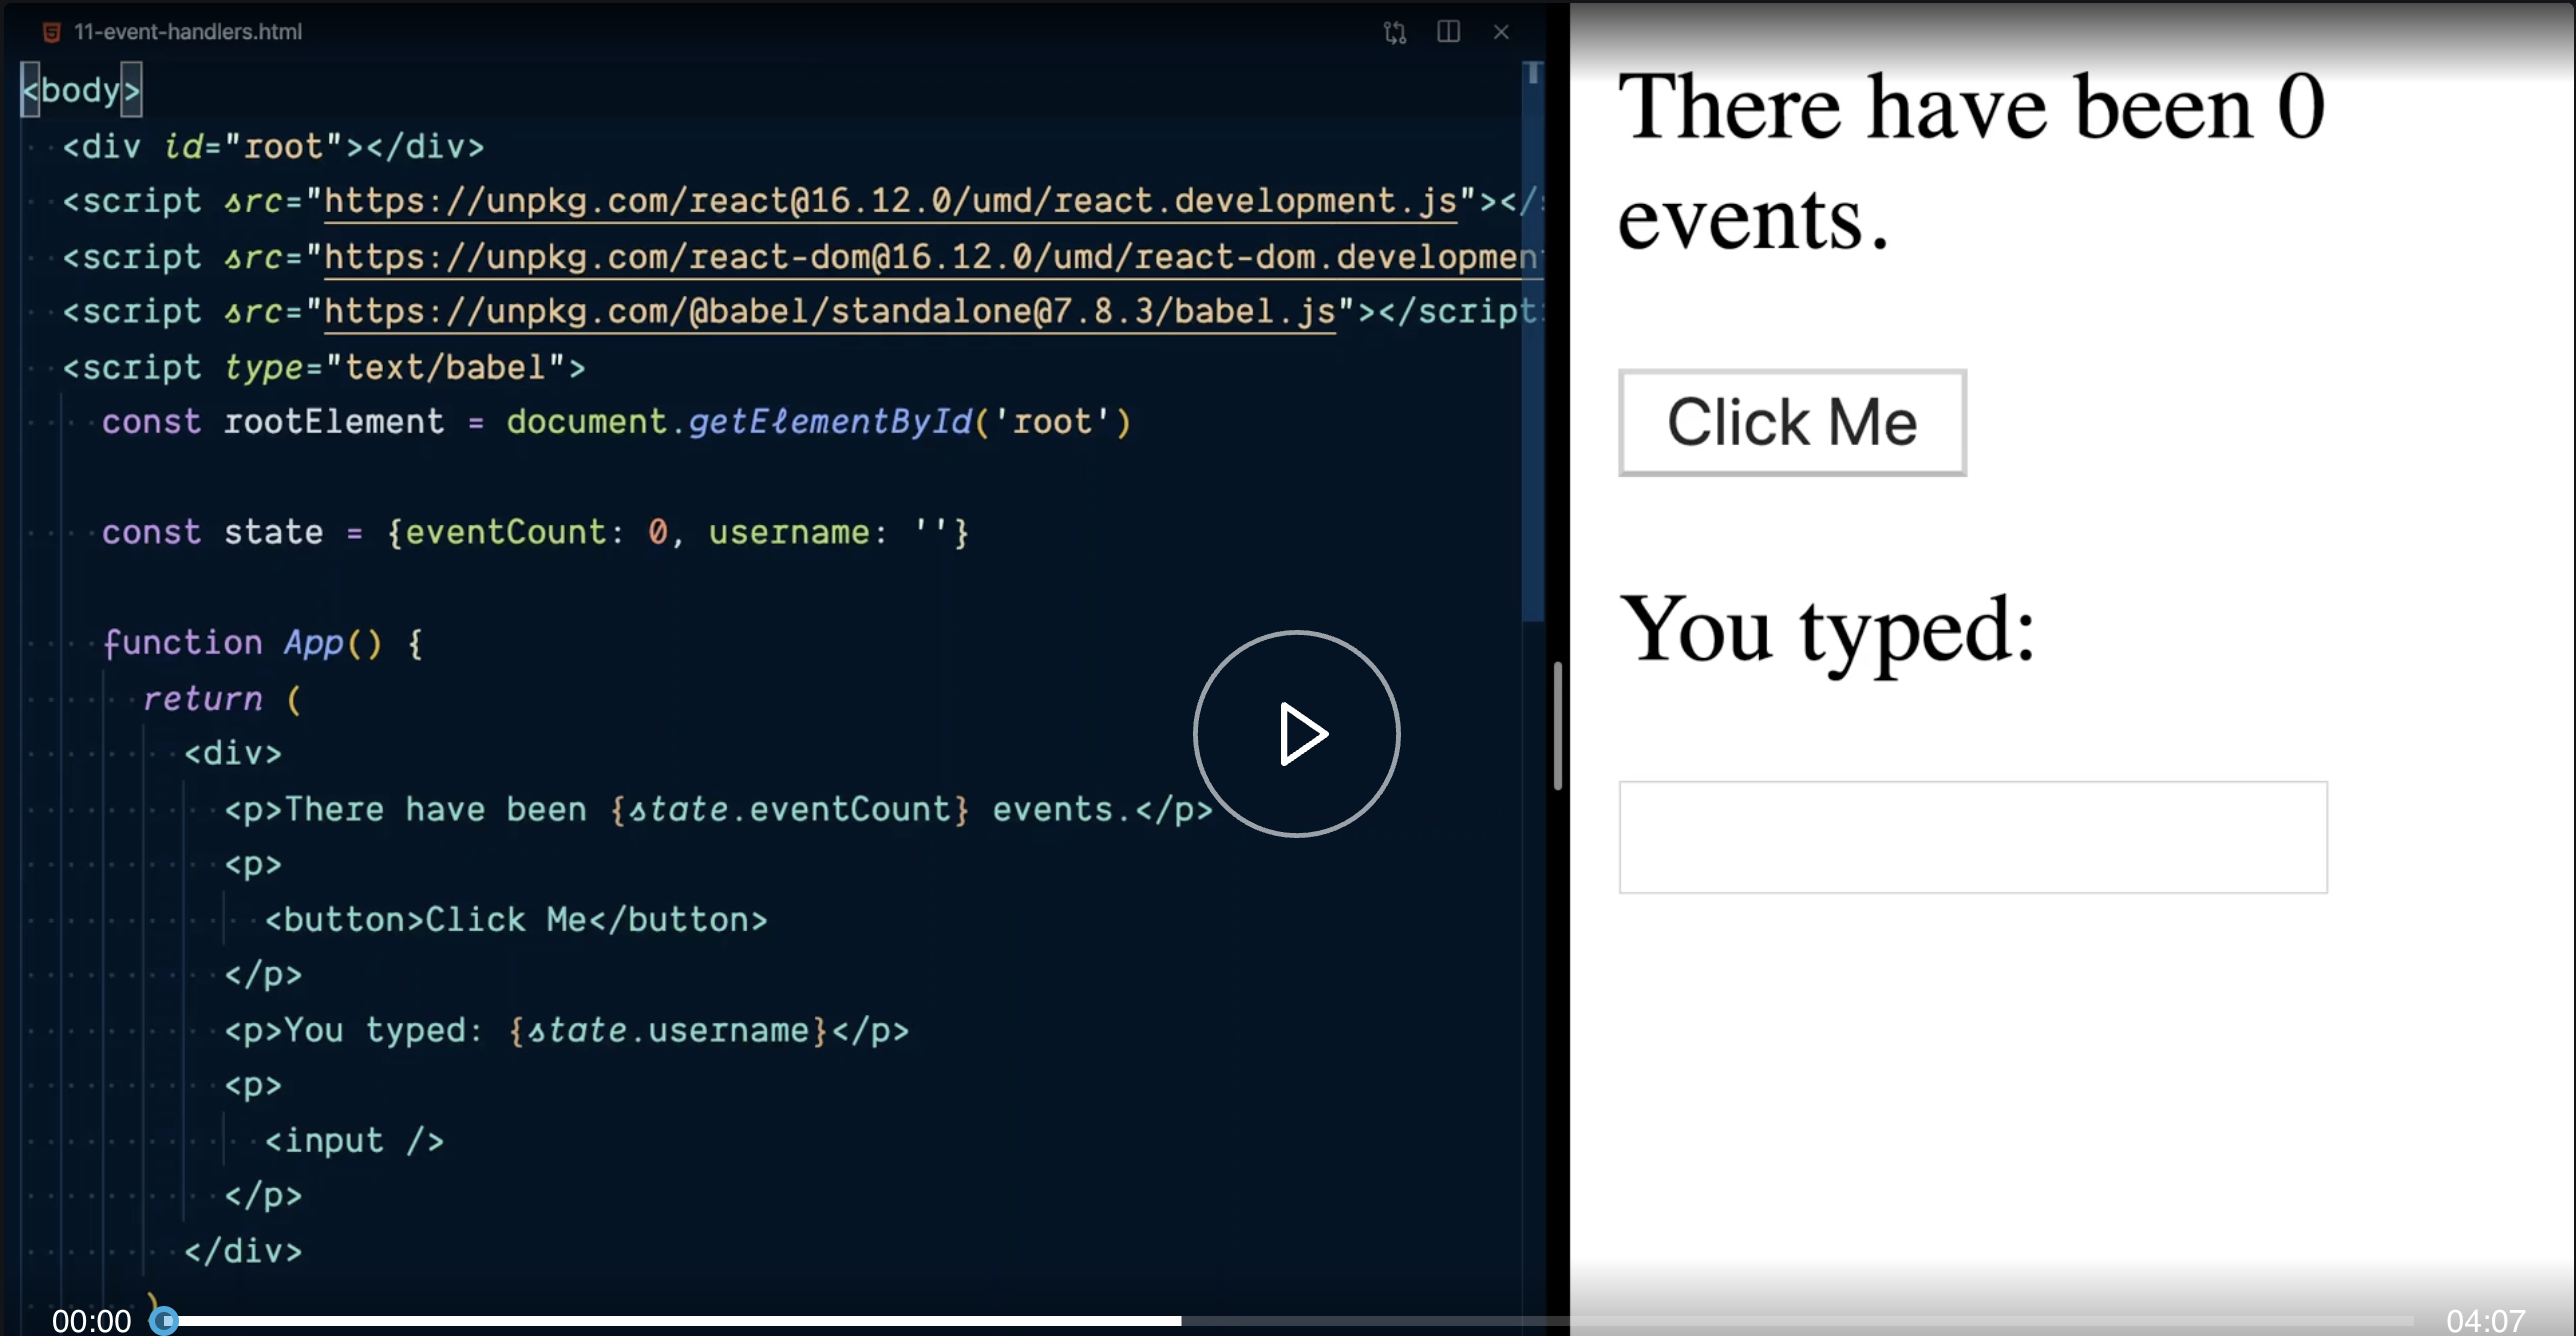 11-event-handlers.html
<body>
<div id="root"></div>
<script src="https://unpkg.com/react@16.12.0/umd/react.development.js"></
<script src="https://unpkg.com/react-dom@16.12.0/umd/react-dom.developmen
<script src="https://unpkg.com/@babel/standalone@7.8.3/babel.js"></script
<script type="text/babel">
const rootElement = document.getElementById('root')
const state = {eventCount: 0, username: ''}
function App() {
return (
<div>
<p>There have been {state.eventCount} events.</p>
<p>
<button>Click Me</button>
</p>
<p>You typed: {state.username}</p>
<p>
<input />
</p>
</div>
)
00:00
04:07
There have been 0
events.
Click Me
You typed: